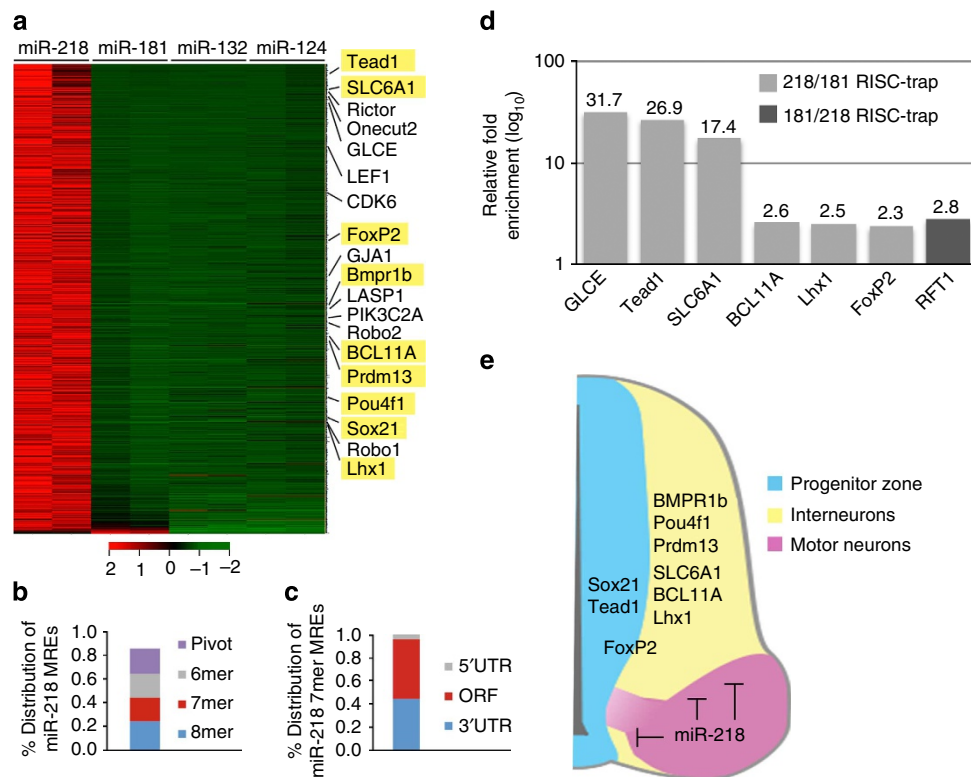 a
miR-218 miR-181 miR-132 miR-124
Tead1
SLC6A1
Rictor
Onecut2
GLCE
LEF1
CDK6
FoxP2
GJA1
Bmpr1b
LASP1
PIK3C2A
Robo2
BCL11A
Prdm13
Pou4f1
Sox21
Robo1
Lhx1
2 1 0 −1 −2
b
% Distribution of
miR-218 MREs
1.0
0.8
0.6
0.4
0.2
0.0
Pivot
6mer
7mer
8mer
c
% Distribution of
miR-218 7mer MREs
1.0
0.8
0.6
0.4
0.2
0.0
5′UTR
ORF
3′UTR
d
Relative fold
enrichment (log10)
100
10
1
218/181 RISC-trap
181/218 RISC-trap
31.7
26.9
17.4
2.6
2.5
2.3
2.8
GLCE
Tead1
SLC6A1
BCL11A
Lhx1
FoxP2
RFT1
e
BMPR1b
Pou4f1
Prdm13
SLC6A1
BCL11A
Lhx1
Sox21
Tead1
FoxP2
miR-218
Progenitor zone
Interneurons
Motor neurons